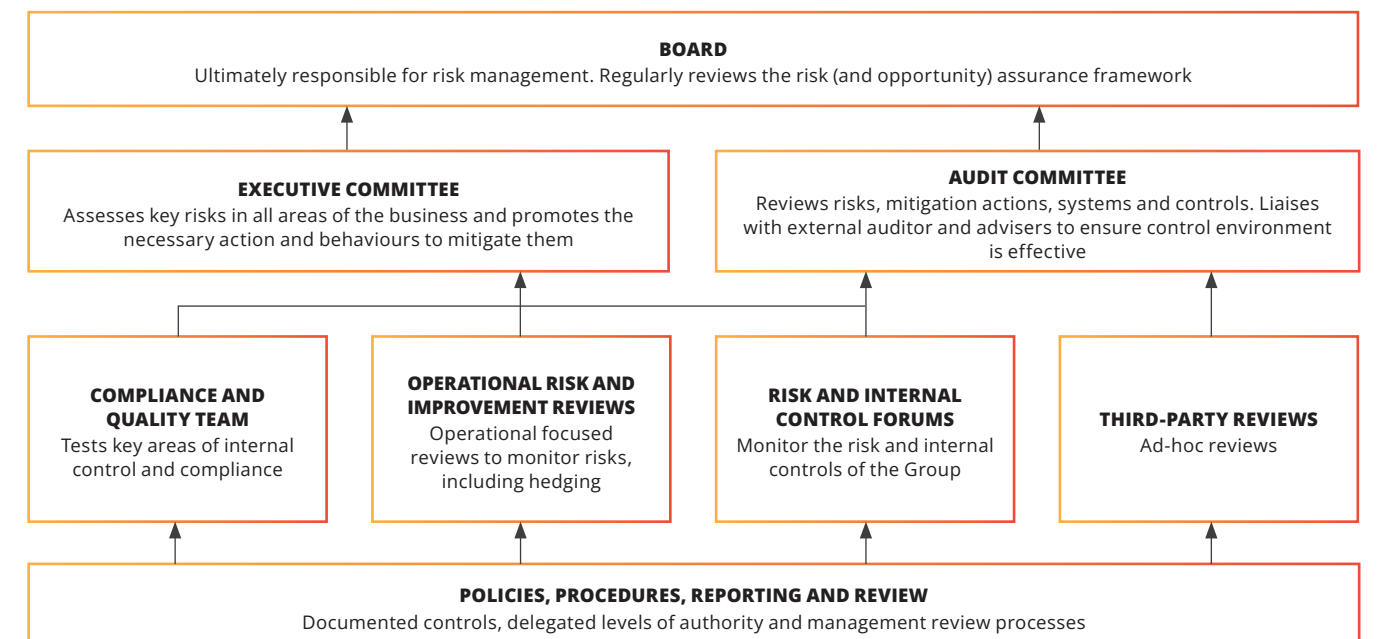 BOARD
Ultimately responsible for risk management. Regularly reviews the risk (and opportunity) assurance framework
EXECUTIVE COMMITTEE
Assesses key risks in all areas of the business and promotes the
necessary action and behaviours to mitigate them
AUDIT COMMITTEE
Reviews risks, mitigation actions, systems and controls. Liaises
with external auditor and advisers to ensure control environment
is effective
COMPLIANCE AND
QUALITY TEAM
Tests key areas of internal
control and compliance
OPERATIONAL RISK AND
IMPROVEMENT REVIEWS
Operational focused
reviews to monitor risks,
including hedging
RISK AND INTERNAL
CONTROL FORUMS
Monitor the risk and internal
controls of the Group
THIRD-PARTY REVIEWS
Ad-hoc reviews
POLICIES, PROCEDURES, REPORTING AND REVIEW
Documented controls, delegated levels of authority and management review processes